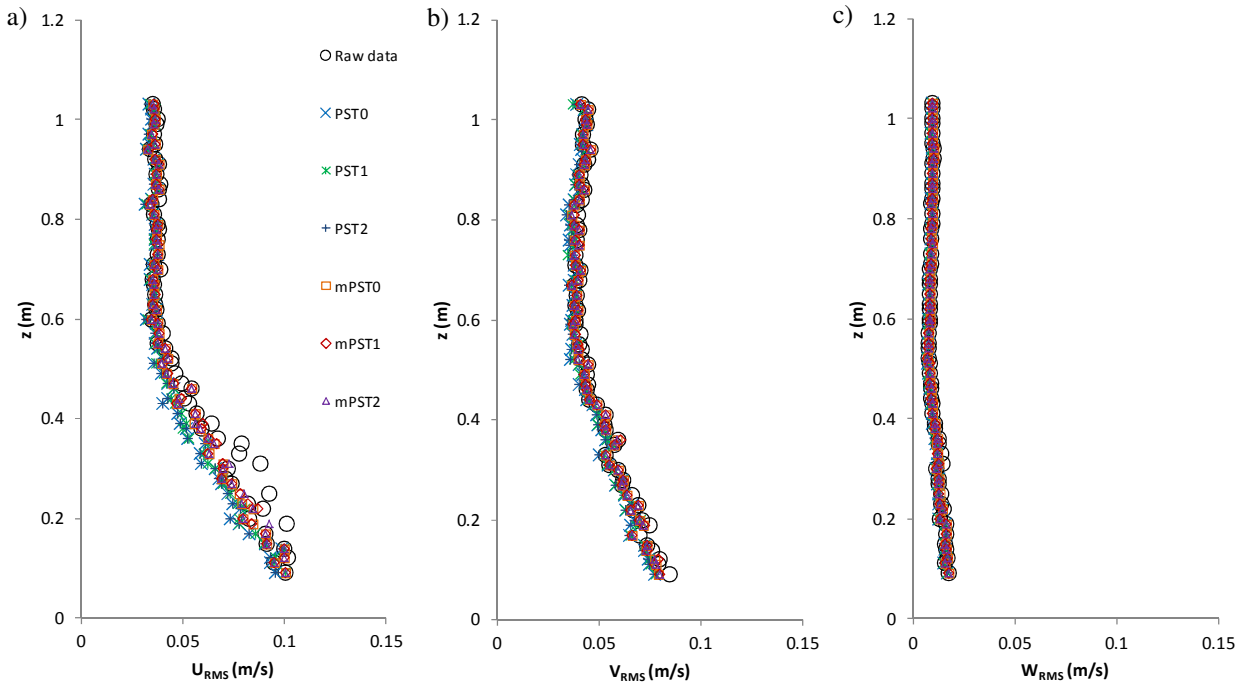 a)
b)
c)
1.2
1
0.8
0.6
0.4
0.2
0
z (m)
0
0.05
0.1
0.15
U_RMS (m/s)
Raw data
PST0
PST1
PST2
mPST0
mPST1
mPST2
1.2
1
0.8
0.6
0.4
0.2
0
z (m)
0
0.05
0.1
0.15
V_RMS (m/s)
1.2
1
0.8
0.6
0.4
0.2
0
z (m)
0
0.05
0.1
0.15
W_RMS (m/s)